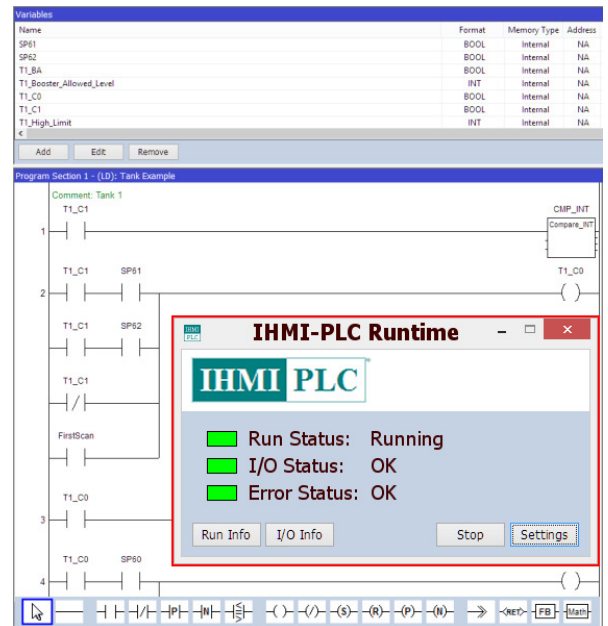 Variables
Name Format Memory Type Address
SP61 BOOL Internal NA
SP62 BOOL Internal NA
T1_BA BOOL Internal NA
T1_Booster_Allowed_Level INT Internal NA
T1_C0 BOOL Internal NA
T1_C1 BOOL Internal NA
T1_High_Limit INT Internal NA
<
Add Edit Remove
Program Section 1 - (LD): Tank Example
Comment: Tank 1
T1_C1 CMP_INT
1 Compare_INT
T1_C1 SP61 T1_C0
2
T1_C1 SP62
T1_C1
FirstScan
T1_C0
3
T1_C0 SP60
4
IHMI PLC
IHMI-PLC Runtime
IHMI PLC
Run Status: Running
I/O Status: OK
Error Status: OK
Run Info I/O Info Stop Settings
P N ≤ ≥ (/) (S) (R) (P) (N) <RET> FB Math